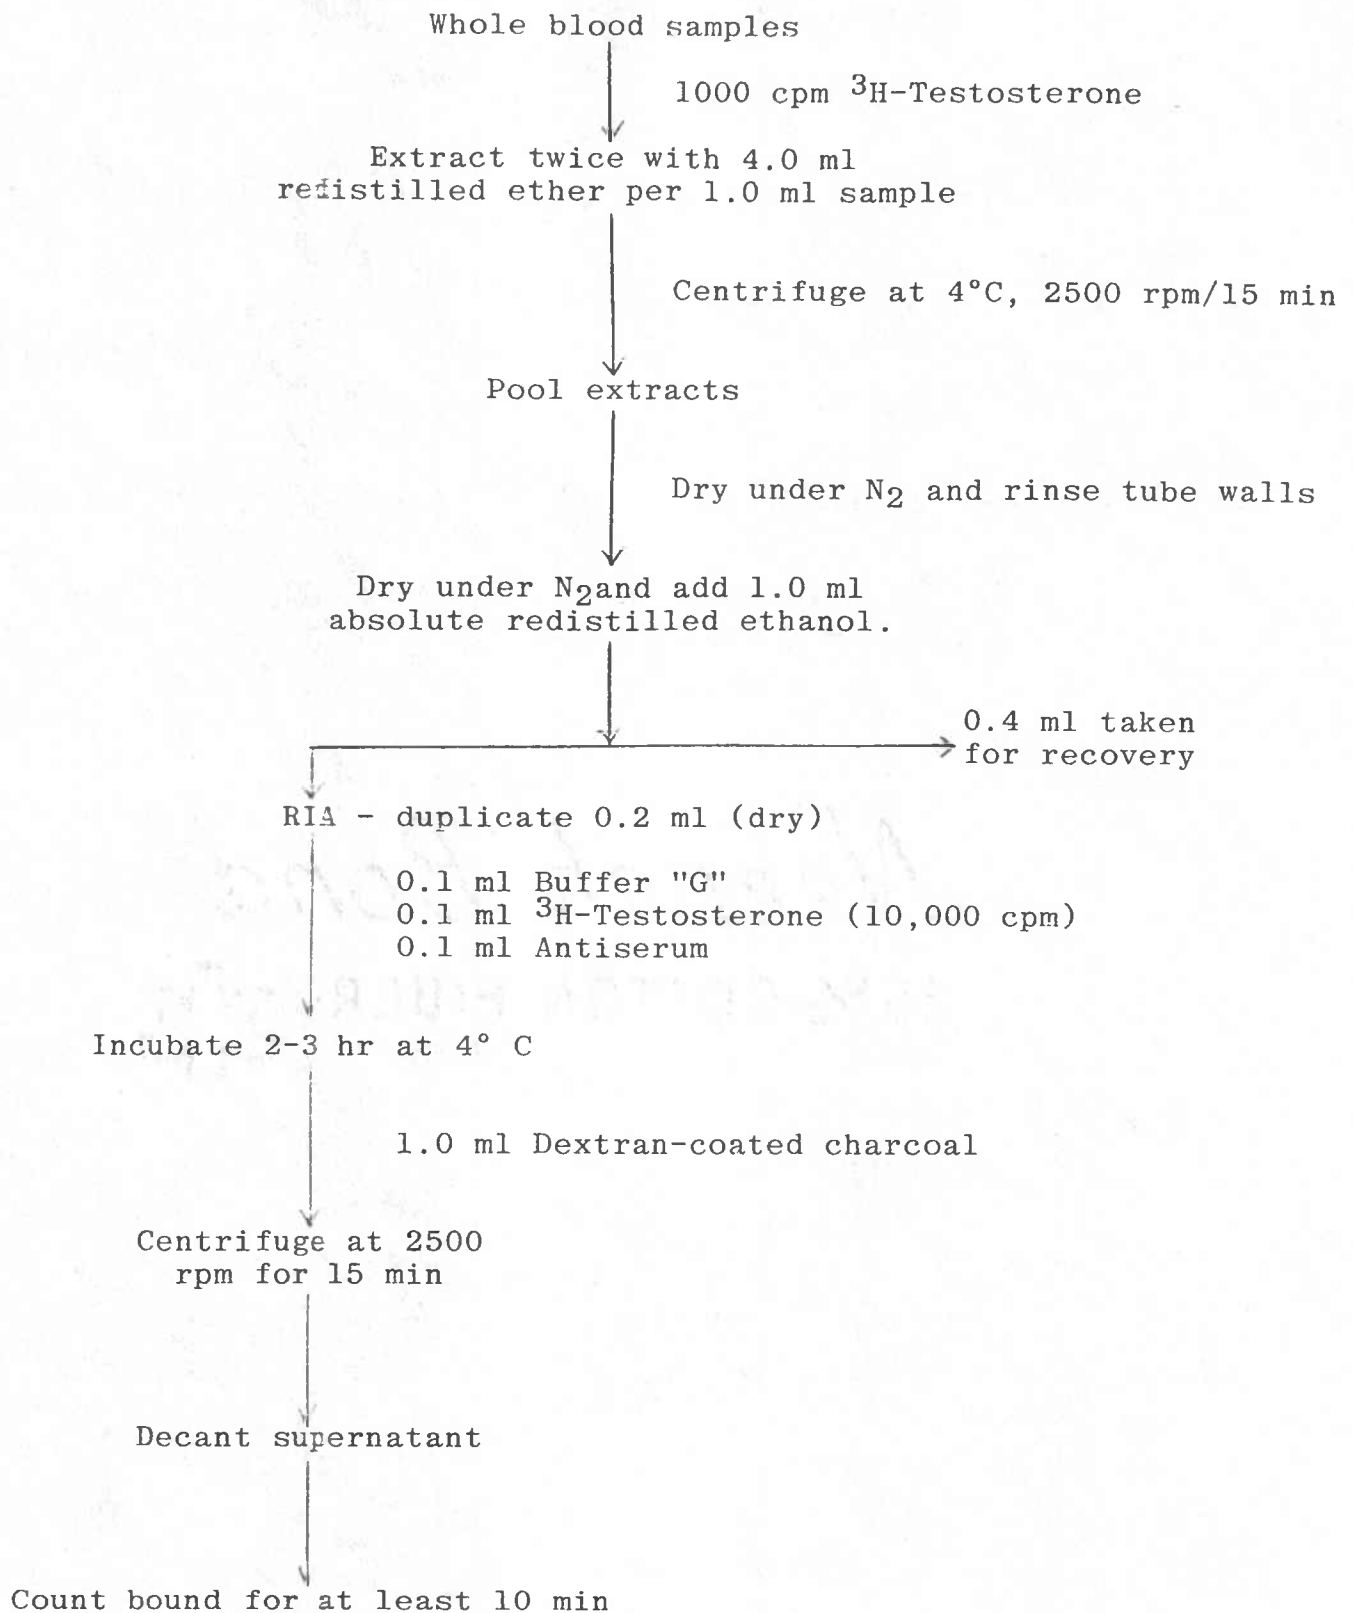 Whole blood samples
1000 cpm ³H-Testosterone
Extract twice with 4.0 ml
redistilled ether per 1.0 ml sample
Centrifuge at 4°C, 2500 rpm/15 min
Pool extracts
Dry under N₂ and rinse tube walls
Dry under N₂and add 1.0 ml
absolute redistilled ethanol.
0.4 ml taken
for recovery
RIA - duplicate 0.2 ml (dry)
0.1 ml Buffer "G"
0.1 ml ³H-Testosterone (10,000 cpm)
0.1 ml Antiserum
Incubate 2-3 hr at 4° C
1.0 ml Dextran-coated charcoal
Centrifuge at 2500
rpm for 15 min
Decant supernatant
Count bound for at least 10 min